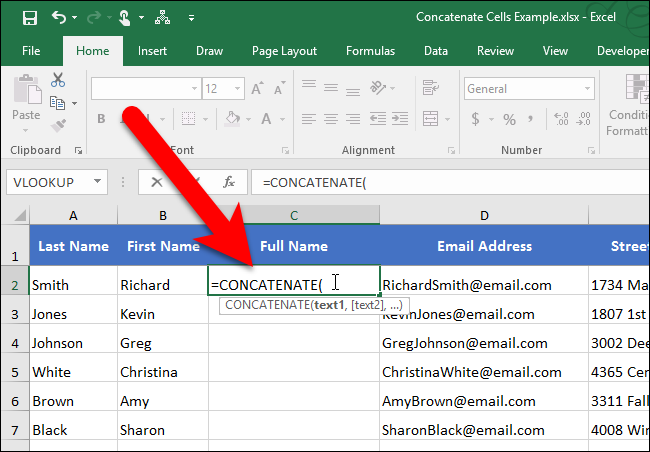 Concatenate Cells Example.xlsx - Excel
File Home Insert Draw Page Layout Formulas Data Review View Developer
Paste
12 A A
B I U A
$ % , .0 .00
Conditi
Formatt
Clipboard Font Alignment Number
VLOOKUP fx =CONCATENATE(
A B C D
1 Last Name First Name Full Name Email Address Street
2 Smith Richard =CONCATENATE( RichardSmith@email.com 1734 Ma
CONCATENATE(text1, [text2], ...)
3 Jones Kevin KevinJones@email.com 1807 1st
4 Johnson Greg GregJohnson@email.com 3002 Dee
5 White Christina ChristinaWhite@email.com 4365 Cen
6 Brown Amy AmyBrown@email.com 3311 Fall
7 Black Sharon SharonBlack@email.com 4008 Win